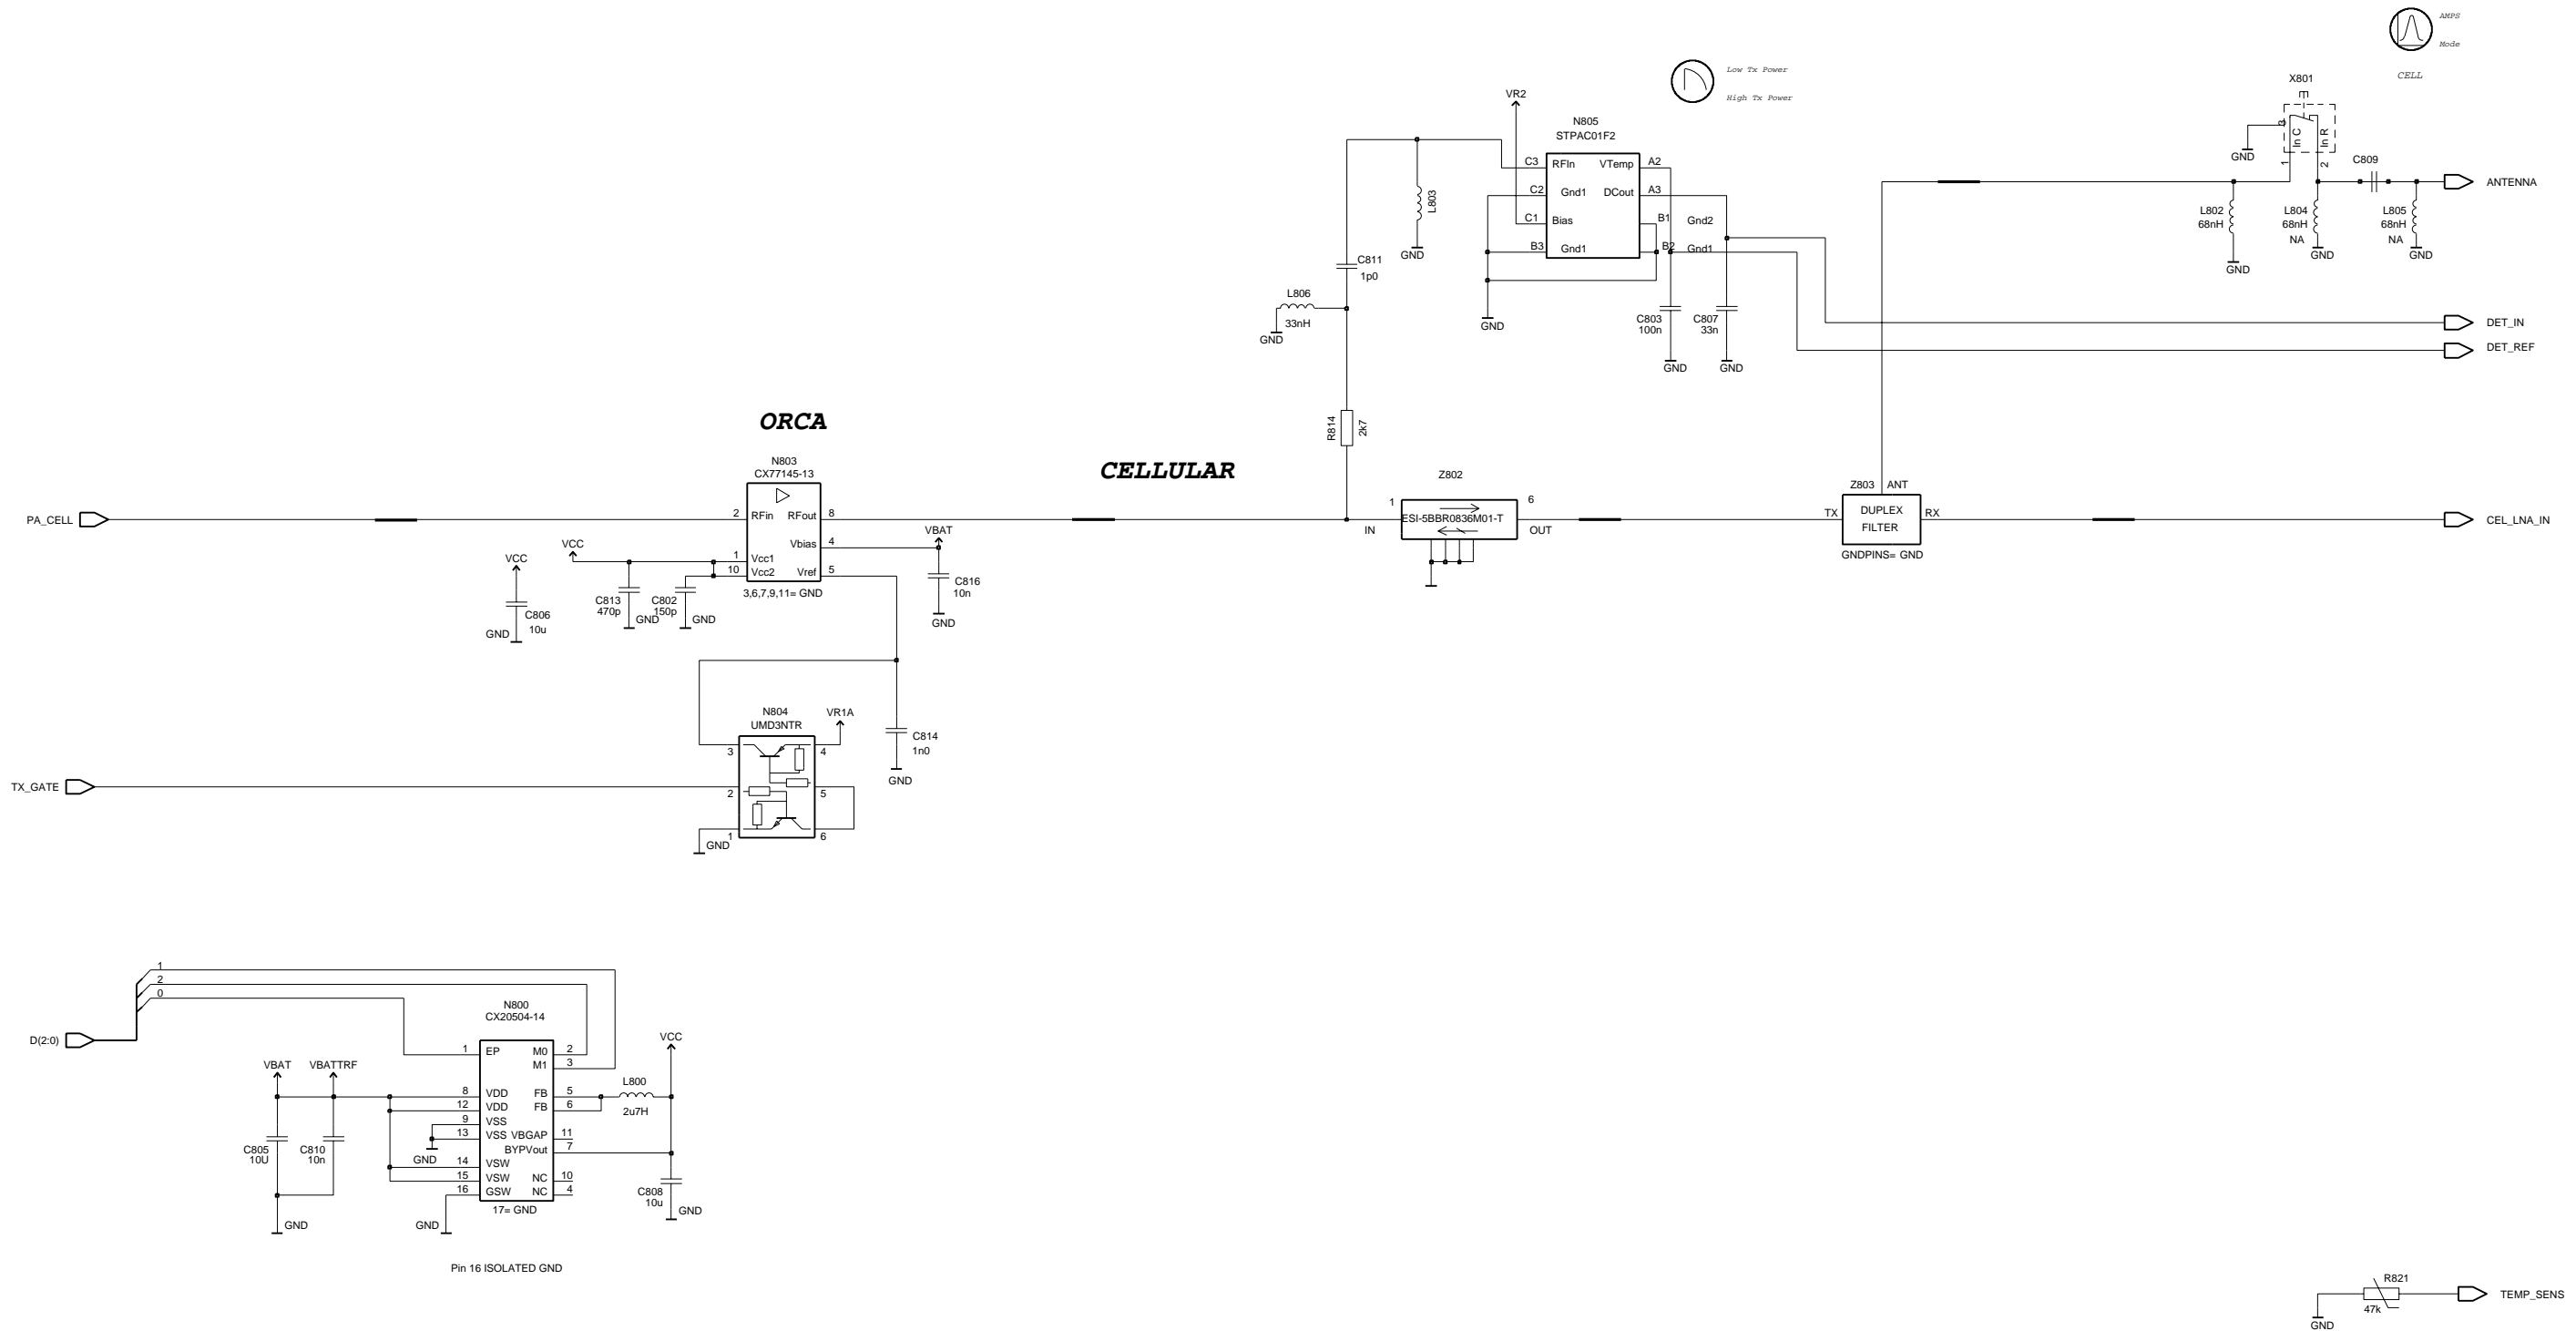 AMPS
Mode
CELL
Low Tx Power
High Tx Power
X801
3
In C
In R
1
2
GND
C809
ANTENNA
L802
68nH
GND
L804
68nH
NA
GND
L805
68nH
NA
GND
VR2
N805
STPAC01F2
C3
RFIn
VTemp
A2
C2
Gnd1
DCout
A3
C1
Bias
B1
Gnd2
B3
Gnd1
B2
Gnd1
GND
L803
GND
C811
1p0
L806
33nH
GND
C803
100n
GND
C807
33n
GND
DET_IN
DET_REF
R814
2k7
ORCA
CELLULAR
N803
CX77145-13
PA_CELL
2
RFin
RFout
8
Vbias
4
VBAT
1
Vcc1
10
Vcc2
Vref
5
3,6,7,9,11= GND
VCC
VCC
C806
10u
GND
C813
470p
GND
C802
150p
GND
C816
10n
GND
Z802
1
6
ESI-5BBR0836M01-T
IN
OUT
Z803
ANT
TX
DUPLEX
FILTER
RX
GNDPINS= GND
CEL_LNA_IN
N804
UMD3NTR
VR1A
3
4
2
5
1
6
GND
C814
1n0
GND
TX_GATE
1
2
0
D(2:0)
N800
CX20504-14
1
EP
M0
2
M1
3
8
VDD
FB
5
12
VDD
FB
6
9
VSS
13
VSS
VBGAP
11
BYPVout
7
14
VSW
15
VSW
NC
10
16
GSW
NC
4
17= GND
VBAT
VBATTRF
C805
10U
C810
10n
GND
GND
GND
L800
2u7H
VCC
C808
10u
GND
Pin 16 ISOLATED GND
R821
47k
GND
TEMP_SENS